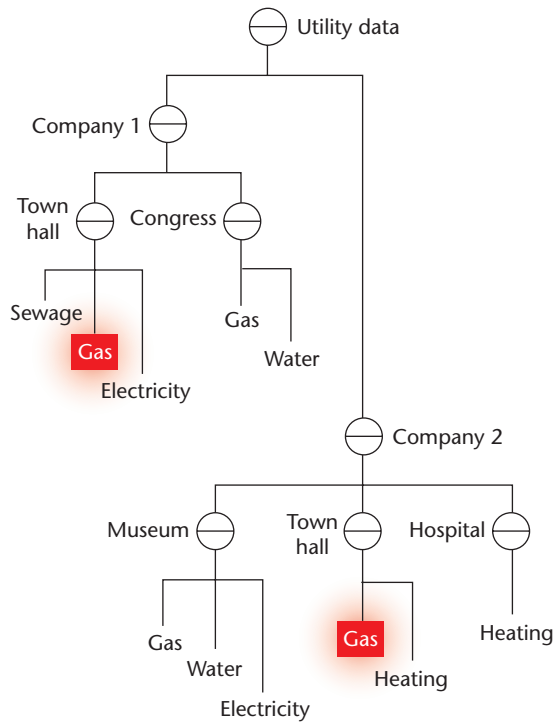 Utility data
Company 1
Town
hall
Congress
Sewage
Gas
Electricity
Gas
Water
Company 2
Museum
Town
hall
Hospital
Gas
Water
Electricity
Gas
Heating
Heating